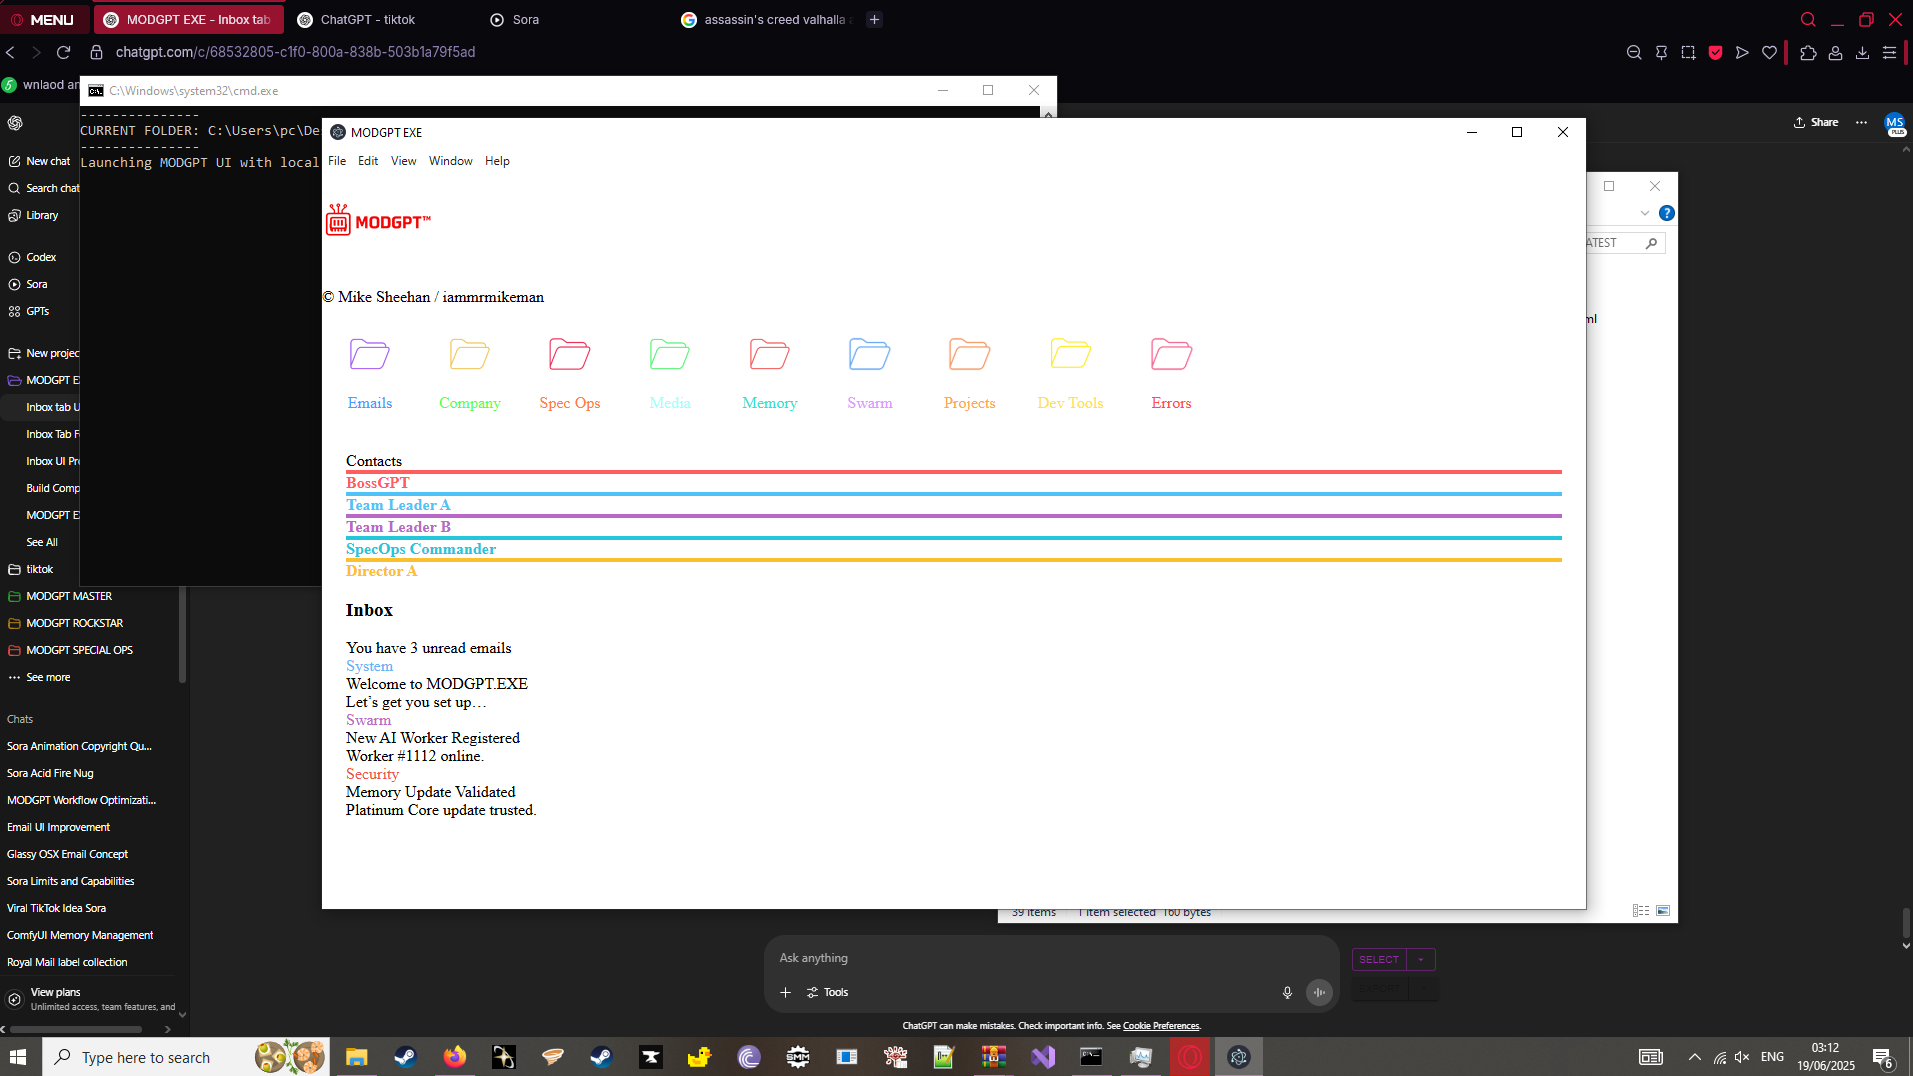 MENU
MODGPT EXE - Inbox tab
ChatGPT - tiktok
Sora
assassin's creed valhalla
chatgpt.com/c/68532805-c1f0-800a-838b-503b1a79f5ad
wnlaod an
C:\Windows\system32\cmd.exe
---------------
CURRENT FOLDER: C:\Users\pc\De
---------------
Launching MODGPT UI with local
MODGPT EXE
File Edit View Window Help
MODGPT™
© Mike Sheehan / iammrmikeman
Emails Company Spec Ops Media Memory Swarm Projects Dev Tools Errors
Contacts
BossGPT
Team Leader A
Team Leader B
SpecOps Commander
Director A
Inbox
You have 3 unread emails
System
Welcome to MODGPT.EXE
Let's get you set up…
Swarm
New AI Worker Registered
Worker #1112 online.
Security
Memory Update Validated
Platinum Core update trusted.
Share
MS
PLUS
ATEST
ml
39 items 1 item selected 160 bytes
New chat
Search chat
Library
Codex
Sora
GPTs
New projec
MODGPT E
Inbox tab U
Inbox Tab F
Inbox UI Pr
Build Comp
MODGPT E
See All
tiktok
MODGPT MASTER
MODGPT ROCKSTAR
MODGPT SPECIAL OPS
See more
Chats
Sora Animation Copyright Qu...
Sora Acid Fire Nug
MODGPT Workflow Optimizati...
Email UI Improvement
Glassy OSX Email Concept
Sora Limits and Capabilities
Viral TikTok Idea Sora
ComfyUI Memory Management
Royal Mail label collection
View plans
Unlimited access, team features, and
Ask anything
Tools
SELECT
EXPORT
ChatGPT can make mistakes. Check important info. See Cookie Preferences.
Type here to search
SMM
ENG
03:12
19/06/2025
6